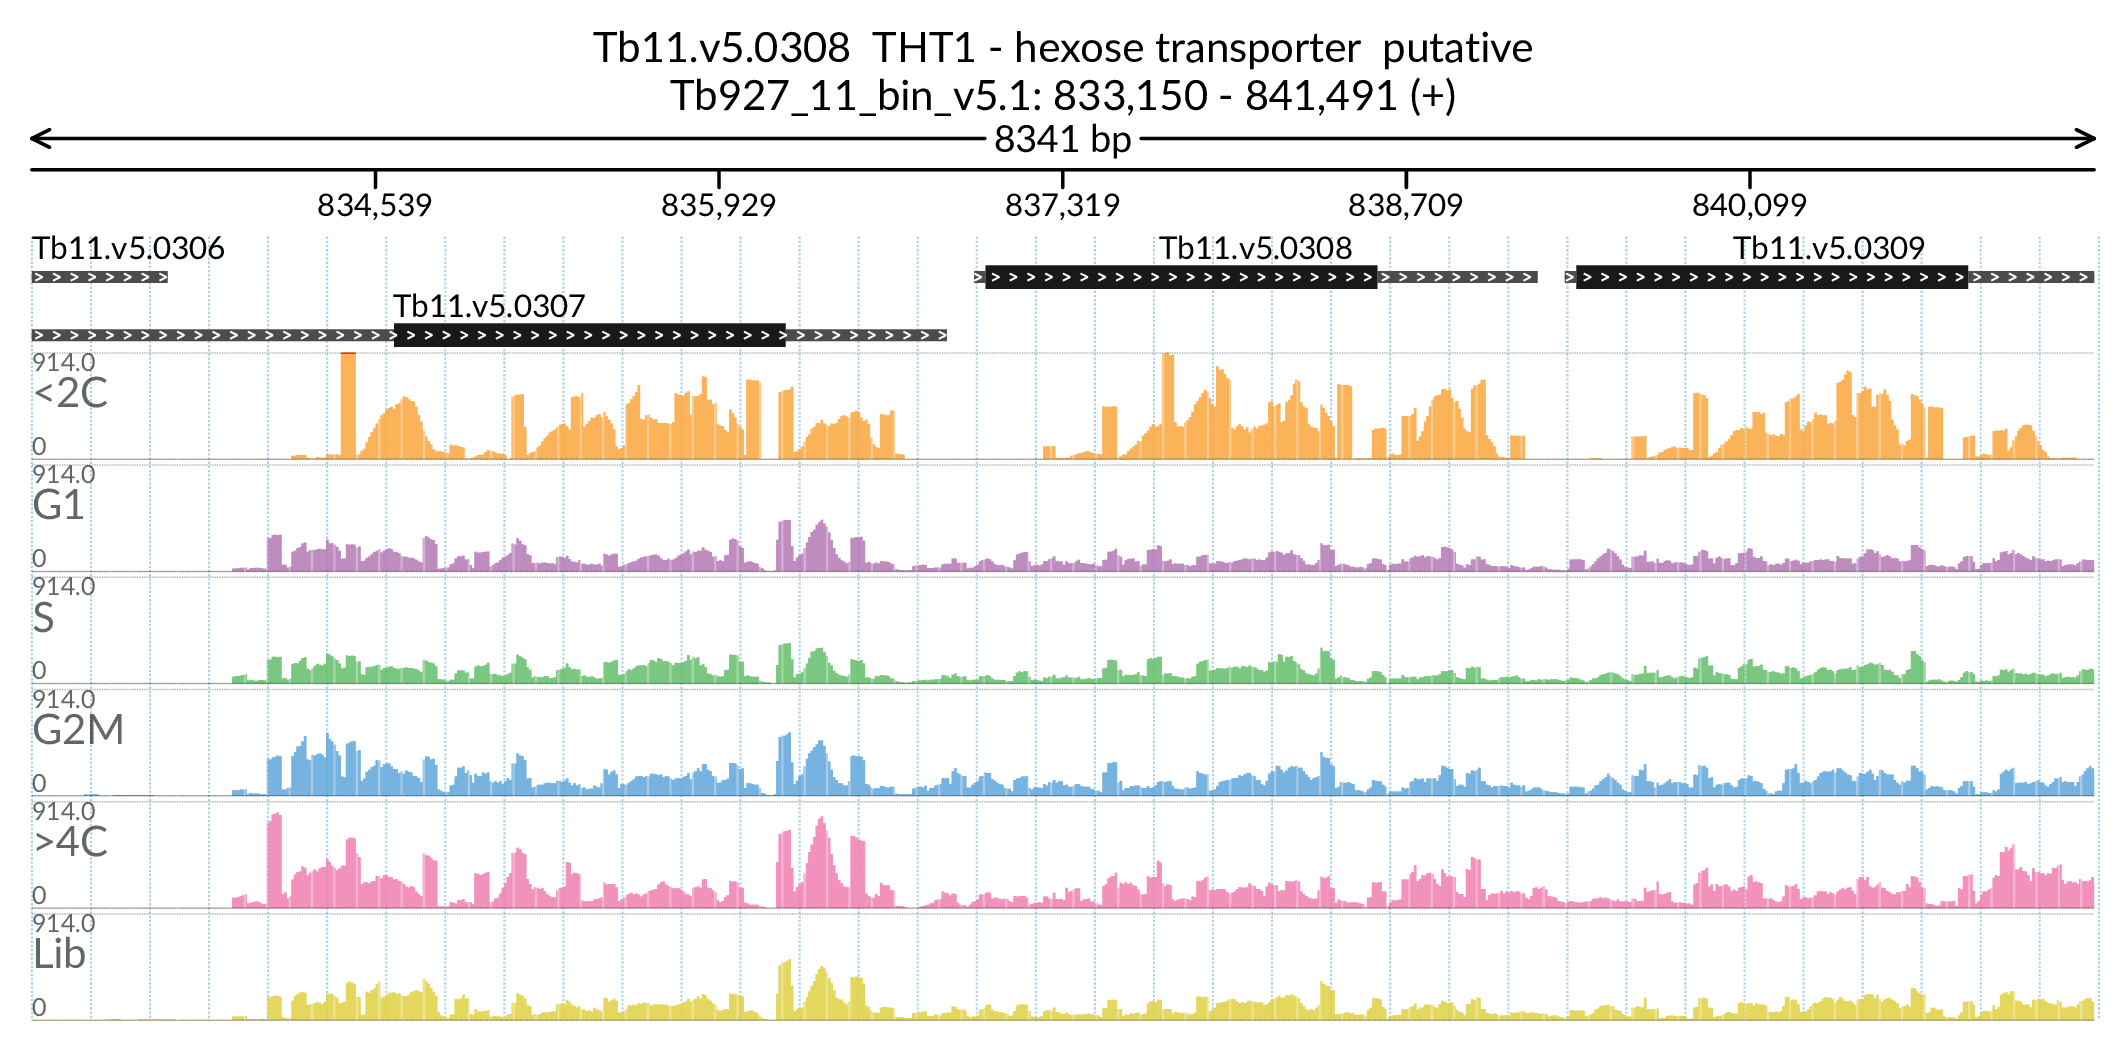 Tb11.v5.0308 THT1 - hexose transporter putative
Tb927_11_bin_v5.1: 833,150 - 841,491 (+)
8341 bp
834,539 835,929 837,319 838,709 840,099
Tb11.v5.0306 Tb11.v5.0308 Tb11.v5.0309
Tb11.v5.0307
914.0
<2C
0
914.0
G1
0
914.0
S
0
914.0
G2M
0
914.0
>4C
0
914.0
Lib
0